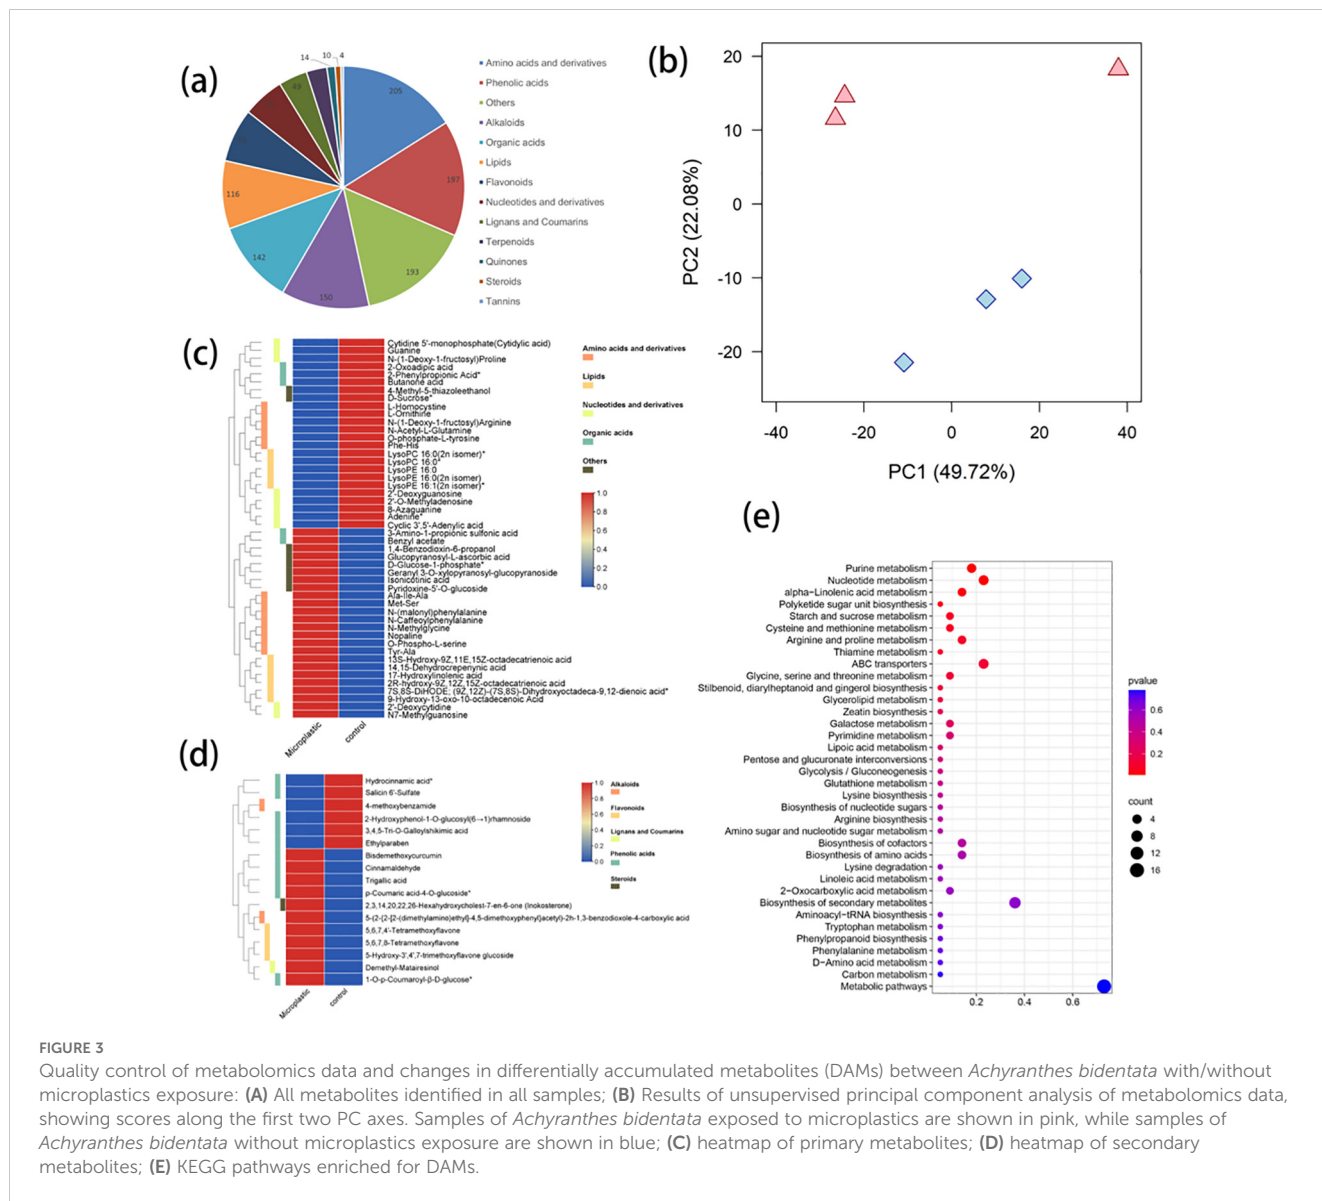 (a)
14
10
4
49
205
197
193
150
142
116
Amino acids and derivatives
Phenolic acids
Others
Alkaloids
Organic acids
Lipids
Flavonoids
Nucleotides and derivatives
Lignans and Coumarins
Terpenoids
Quinones
Steroids
Tannins
(b)
20
10
0
-10
-20
PC2 (22.08%)
-40
-20
0
20
40
PC1 (49.72%)
(c)
Cytidine 5'-monophosphate(Cytidylic acid)
Guanine
N-(1-Deoxy-1-fructosyl)Proline
2-Oxoadipic acid
2-Phenylpropionic Acid*
Butanone acid
4-Methyl-5-thiazoleethanol
D-Sucrose*
L-Homocystine
L-Ornithine
N-(1-Deoxy-1-fructosyl)Arginine
N-Acetyl-L-Glutamine
O-phosphate-L-tyrosine
Phe-His
LysoPC 16:0(2n isomer)*
LysoPC 16:0*
LysoPE 16:0
LysoPE 16:0(2n isomer)
LysoPE 16:1(2n isomer)*
2'-Deoxyguanosine
2'-O-Methyladenosine
8-Azaguanine
Adenine*
Cyclic 3',5'-Adenylic acid
3-Amino-1-propionic sulfonic acid
Benzyl acetate
1,4-Benzodioxin-6-propanol
Glucopyranosyl-L-ascorbic acid
D-Glucose-1-phosphate*
Geranyl 3-O-xylopyranosyl-glucopyranoside
Isonicotinic acid
Pyridoxine-5'-O-glucoside
Ala-Ile-Ala
Met-Ser
N-(malonyl)phenylalanine
N-Caffeoylphenylalanine
N-Methylglycine
Nopaline
O-Phospho-L-serine
Tyr-Ala
13S-Hydroxy-9Z,11E,15Z-octadecatrienoic acid
14,15-Dehydrocrepenynic acid
17-Hydroxylinolenic acid
2R-hydroxy-9Z,12Z,15Z-octadecatrienoic acid
7S,8S-DiHODE; (9Z,12Z)-(7S,8S)-Dihydroxyoctadeca-9,12-dienoic acid*
9-Hydroxy-13-oxo-10-octadecenoic Acid
2'-Deoxycytidine
N7-Methylguanosine
Microplastic
control
Amino acids and derivatives
Lipids
Nucleotides and derivatives
Organic acids
Others
1.0
0.8
0.6
0.4
0.2
0.0
(d)
Hydrocinnamic acid*
Salicin 6'-Sulfate
4-methoxybenzamide
2-Hydroxyphenol-1-O-glucosyl(6→1)rhamnoside
3,4,5-Tri-O-Galloylshikimic acid
Ethylparaben
Bisdemethoxycurcumin
Cinnamaldehyde
Trigallic acid
p-Coumaric acid-4-O-glucoside*
2,3,14,20,22,26-Hexahydroxycholest-7-en-6-one (Inokosterone)
5-(2-[2-[2-(dimethylamino)ethyl]-4,5-dimethoxyphenyl]acetyl)-2h-1,3-benzodioxole-4-carboxylic acid
5,6,7,4'-Tetramethoxyflavone
5,6,7,8-Tetramethoxyflavone
5-Hydroxy-3',4',7-trimethoxyflavone glucoside
Demethyl-Matairesinol
1-O-p-Coumaroyl-β-D-glucose*
Microplastic
control
1.0
0.8
0.6
0.4
0.2
0.0
Alkaloids
Flavonoids
Lignans and Coumarins
Phenolic acids
Steroids
(e)
Purine metabolism
Nucleotide metabolism
alpha−Linolenic acid metabolism
Polyketide sugar unit biosynthesis
Starch and sucrose metabolism
Cysteine and methionine metabolism
Arginine and proline metabolism
Thiamine metabolism
ABC transporters
Glycine, serine and threonine metabolism
Stilbenoid, diarylheptanoid and gingerol biosynthesis
Glycerolipid metabolism
Zeatin biosynthesis
Galactose metabolism
Pyrimidine metabolism
Lipoic acid metabolism
Pentose and glucuronate interconversions
Glycolysis / Gluconeogenesis
Glutathione metabolism
Lysine biosynthesis
Biosynthesis of nucleotide sugars
Arginine biosynthesis
Amino sugar and nucleotide sugar metabolism
Biosynthesis of cofactors
Biosynthesis of amino acids
Lysine degradation
Linoleic acid metabolism
2−Oxocarboxylic acid metabolism
Biosynthesis of secondary metabolites
Aminoacyl−tRNA biosynthesis
Tryptophan metabolism
Phenylpropanoid biosynthesis
Phenylalanine metabolism
D−Amino acid metabolism
Carbon metabolism
Metabolic pathways
0.2
0.4
0.6
pvalue
0.6
0.4
0.2
count
4
8
12
16
FIGURE 3
Quality control of metabolomics data and changes in differentially accumulated metabolites (DAMs) between Achyranthes bidentata with/without
microplastics exposure: (A) All metabolites identified in all samples; (B) Results of unsupervised principal component analysis of metabolomics data,
showing scores along the first two PC axes. Samples of Achyranthes bidentata exposed to microplastics are shown in pink, while samples of
Achyranthes bidentata without microplastics exposure are shown in blue; (C) heatmap of primary metabolites; (D) heatmap of secondary
metabolites; (E) KEGG pathways enriched for DAMs.